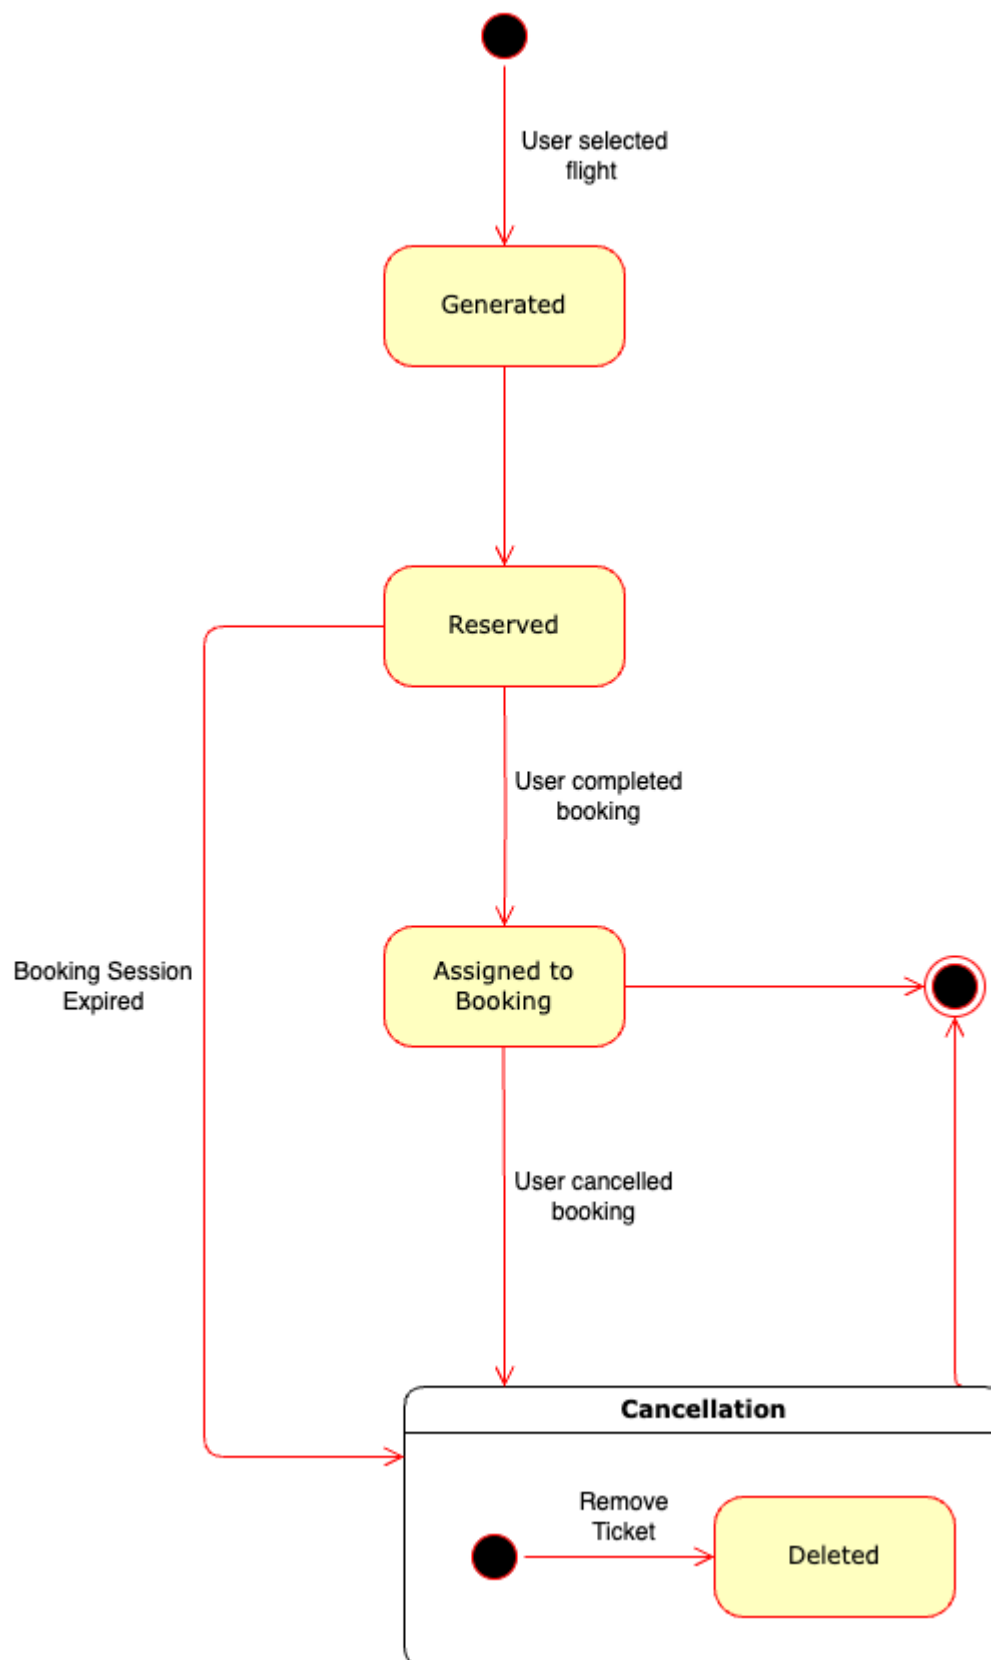 User selected
flight
Generated
Reserved
User completed
booking
Booking Session
Expired
Assigned to
Booking
User cancelled
booking
Cancellation
Remove
Ticket
Deleted